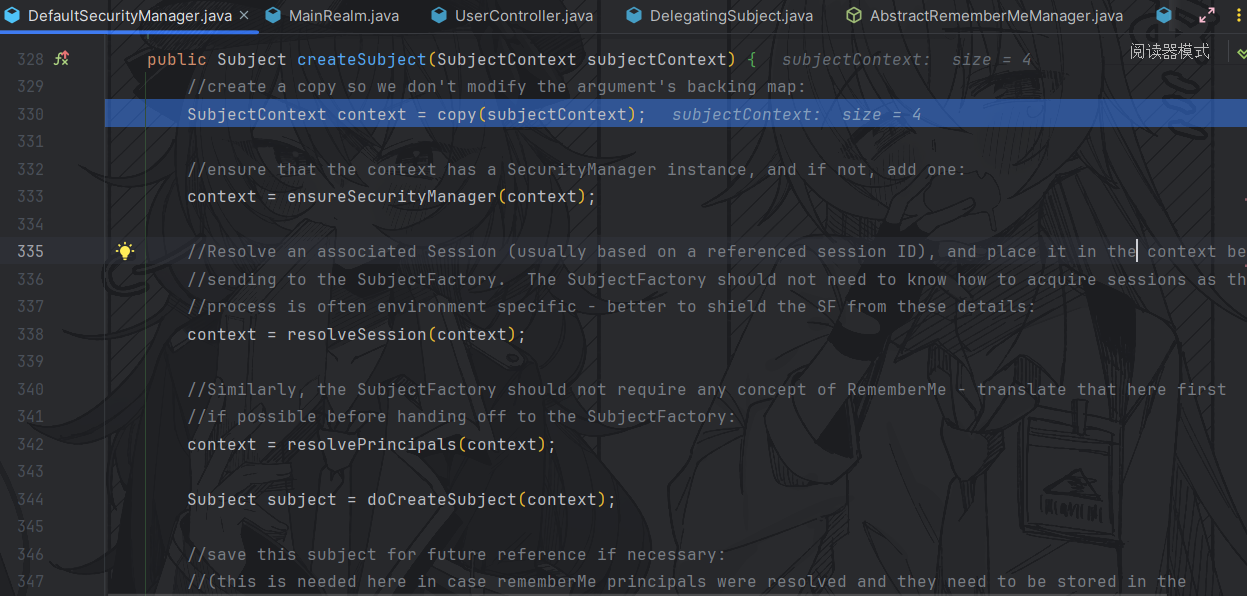 DefaultSecurityManager.java MainRealm.java UserController.java DelegatingSubject.java AbstractRememberMeManager.java
阅读器模式
328 public Subject createSubject(SubjectContext subjectContext) { subjectContext: size = 4
329 //create a copy so we don't modify the argument's backing map:
330 SubjectContext context = copy(subjectContext); subjectContext: size = 4
331
332 //ensure that the context has a SecurityManager instance, and if not, add one:
333 context = ensureSecurityManager(context);
334
335 //Resolve an associated Session (usually based on a referenced session ID), and place it in the context be
336 //sending to the SubjectFactory.  The SubjectFactory should not need to know how to acquire sessions as th
337 //process is often environment specific - better to shield the SF from these details:
338 context = resolveSession(context);
339
340 //Similarly, the SubjectFactory should not require any concept of RememberMe - translate that here first
341 //if possible before handing off to the SubjectFactory:
342 context = resolvePrincipals(context);
343
344 Subject subject = doCreateSubject(context);
345
346 //save this subject for future reference if necessary:
347 //(this is needed here in case rememberMe principals were resolved and they need to be stored in the